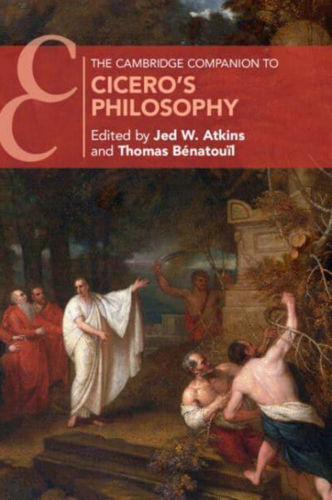 THE CAMBRIDGE COMPANION TO
CICERO'S
PHILOSOPHY
Edited by Jed W. Atkins
and Thomas Bénatouïl